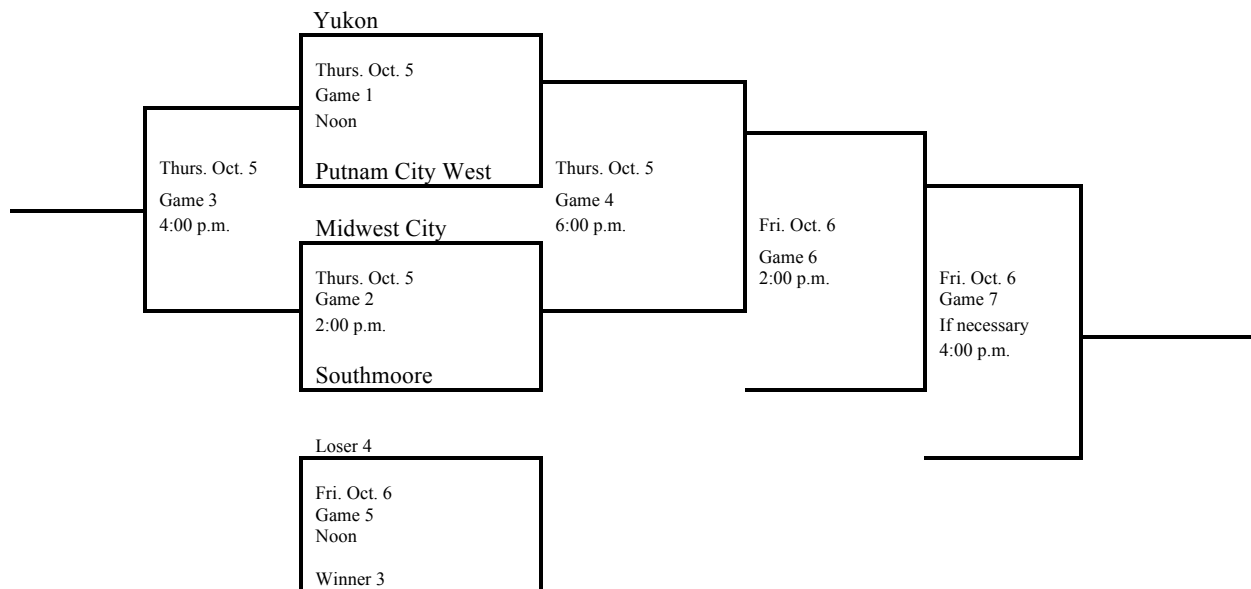 Yukon
Thurs. Oct. 5
Game 1
Noon
Putnam City West
Thurs. Oct. 5
Game 3
4:00 p.m.
Thurs. Oct. 5
Game 4
6:00 p.m.
Midwest City
Thurs. Oct. 5
Game 2
2:00 p.m.
Southmoore
Fri. Oct. 6
Game 6
2:00 p.m.
Fri. Oct. 6
Game 7
If necessary
4:00 p.m.
Loser 4
Fri. Oct. 6
Game 5
Noon
Winner 3